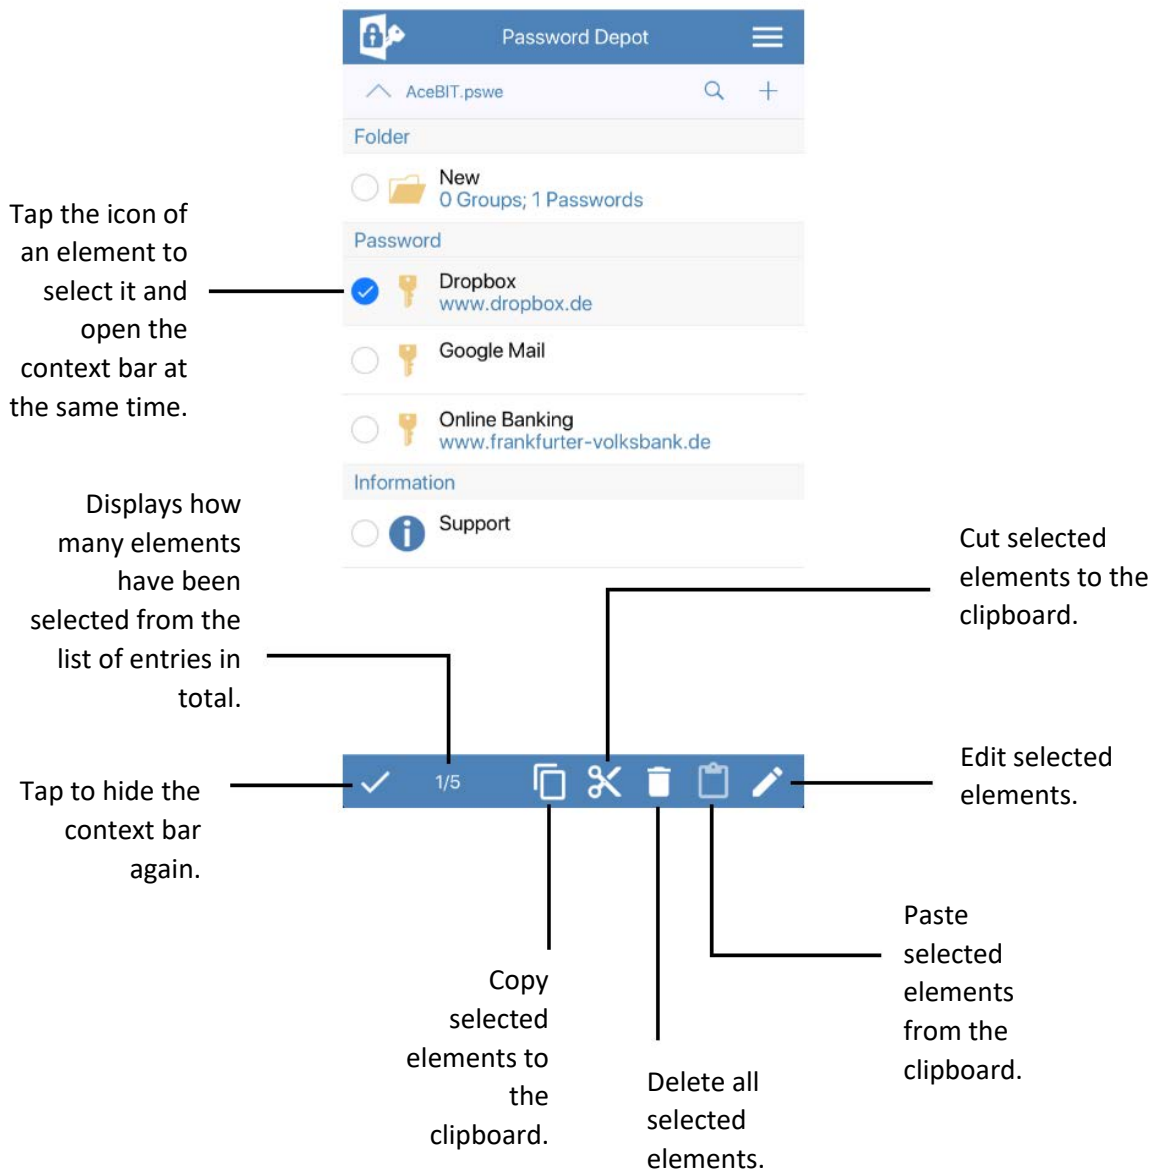 Password Depot
AceBIT.pswe
Folder
New
0 Groups; 1 Passwords
Password
Dropbox
www.dropbox.de
Google Mail
Online Banking
www.frankfurter-volksbank.de
Information
Support
Tap the icon of
an element to
select it and
open the
context bar at
the same time.
Displays how
many elements
have been
selected from the
list of entries in
total.
Cut selected
elements to the
clipboard.
1/5
Tap to hide the
context bar
again.
Edit selected
elements.
Copy
selected
elements to
the
clipboard.
Delete all
selected
elements.
Paste
selected
elements
from the
clipboard.